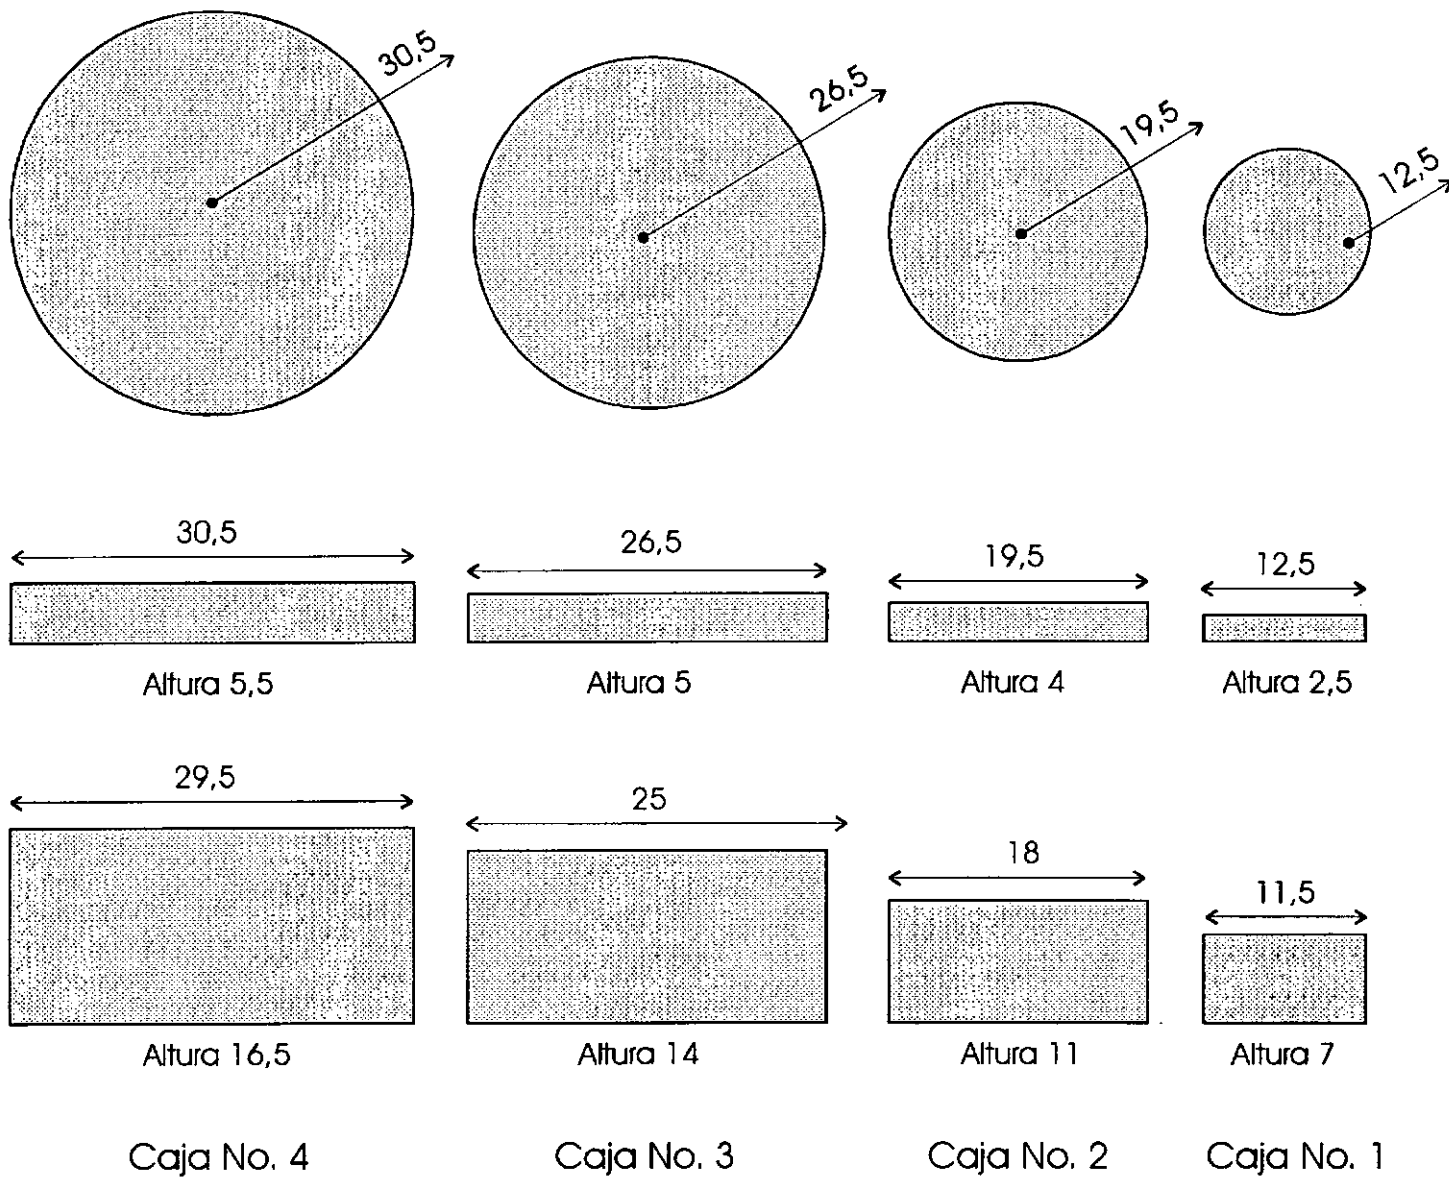 30,5
26,5
19,5
12,5
30,5
26,5
19,5
12,5
Altura 5,5
Altura 5
Altura 4
Altura 2,5
29,5
25
18
11,5
Altura 16,5
Altura 14
Altura 11
Altura 7
Caja No. 4
Caja No. 3
Caja No. 2
Caja No. 1